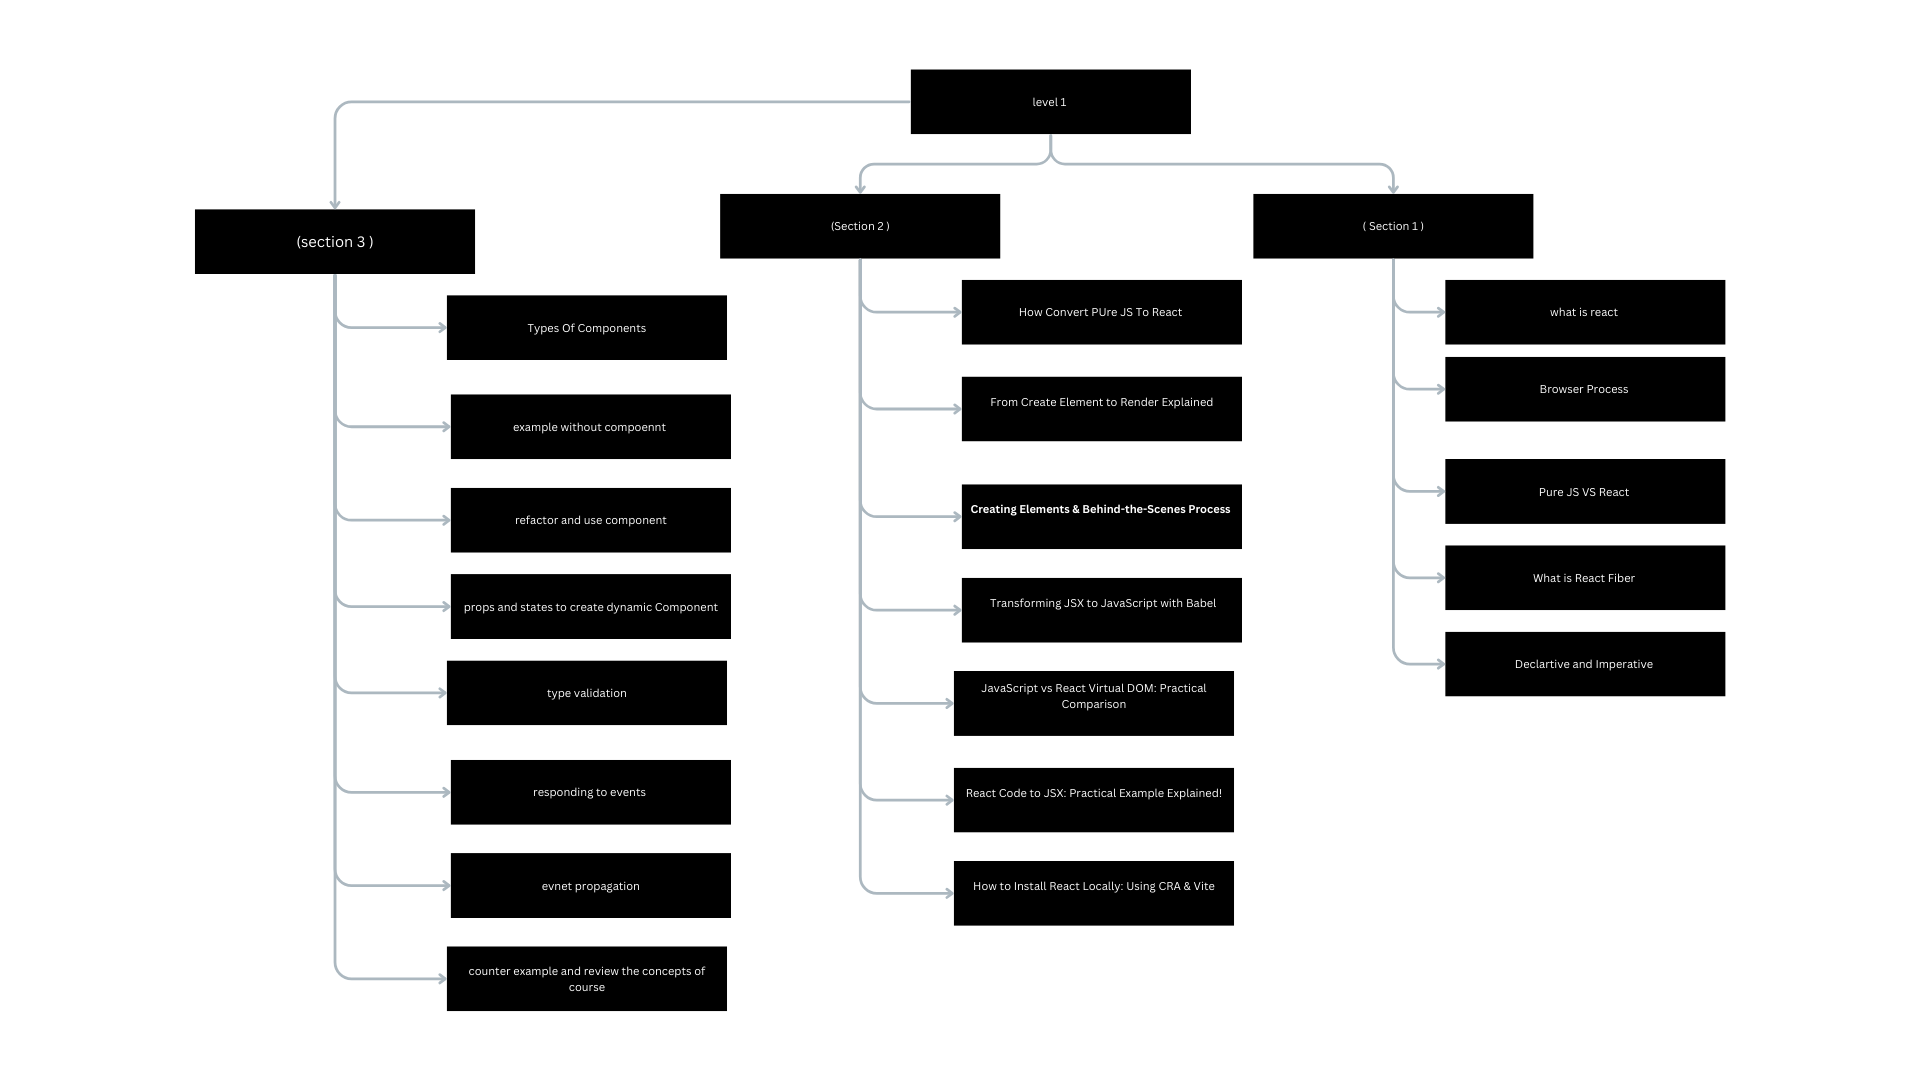 level 1
(section 3 )
Types Of Components
example without compoennt
refactor and use component
props and states to create dynamic Component
type validation
responding to events
evnet propagation
counter example and review the concepts of
course
(Section 2 )
How Convert PUre JS To React
From Create Element to Render Explained
Creating Elements & Behind-the-Scenes Process
Transforming JSX to JavaScript with Babel
JavaScript vs React Virtual DOM: Practical
Comparison
React Code to JSX: Practical Example Explained!
How to Install React Locally: Using CRA & Vite
( Section 1 )
what is react
Browser Process
Pure JS VS React
What is React Fiber
Declartive and Imperative